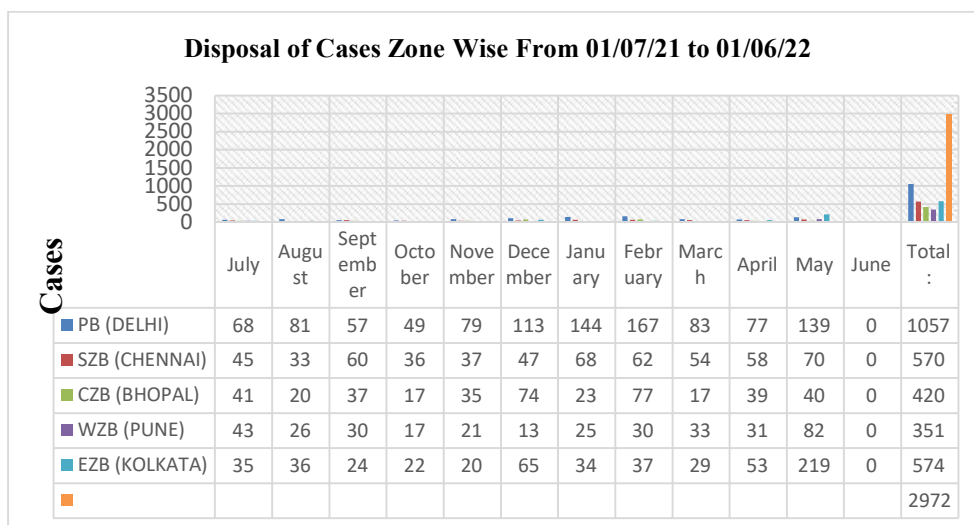 Disposal of Cases Zone Wise From 01/07/21 to 01/06/22
3500
3000
2500
2000
1500
1000
500
0
Cases
July Augu Sept Octo Nove Dece Janu Febr Marc April May June Total
st emb ber mber mber ary uary h :
er
PB (DELHI) 68 81 57 49 79 113 144 167 83 77 139 0 1057
SZB (CHENNAI) 45 33 60 36 37 47 68 62 54 58 70 0 570
CZB (BHOPAL) 41 20 37 17 35 74 23 77 17 39 40 0 420
WZB (PUNE) 43 26 30 17 21 13 25 30 33 31 82 0 351
EZB (KOLKATA) 35 36 24 22 20 65 34 37 29 53 219 0 574
2972